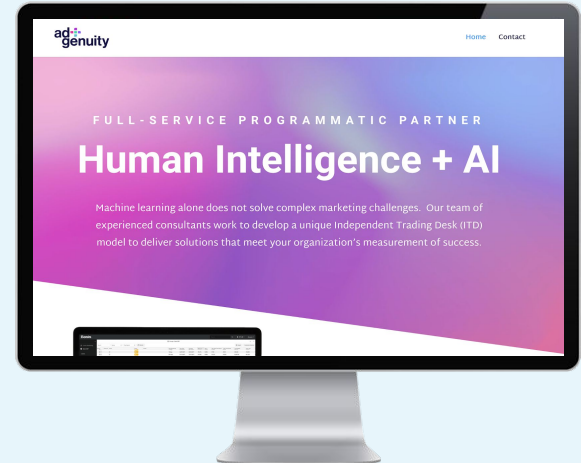 ad
genuity
Home Contact
FULL-SERVICE PROGRAMMATIC PARTNER
Human Intelligence + AI
Machine learning alone does not solve complex marketing challenges. Our team of
experienced consultants work to develop a unique Independent Trading Desk (ITD)
model to deliver solutions that meet your organization's measurement of success.